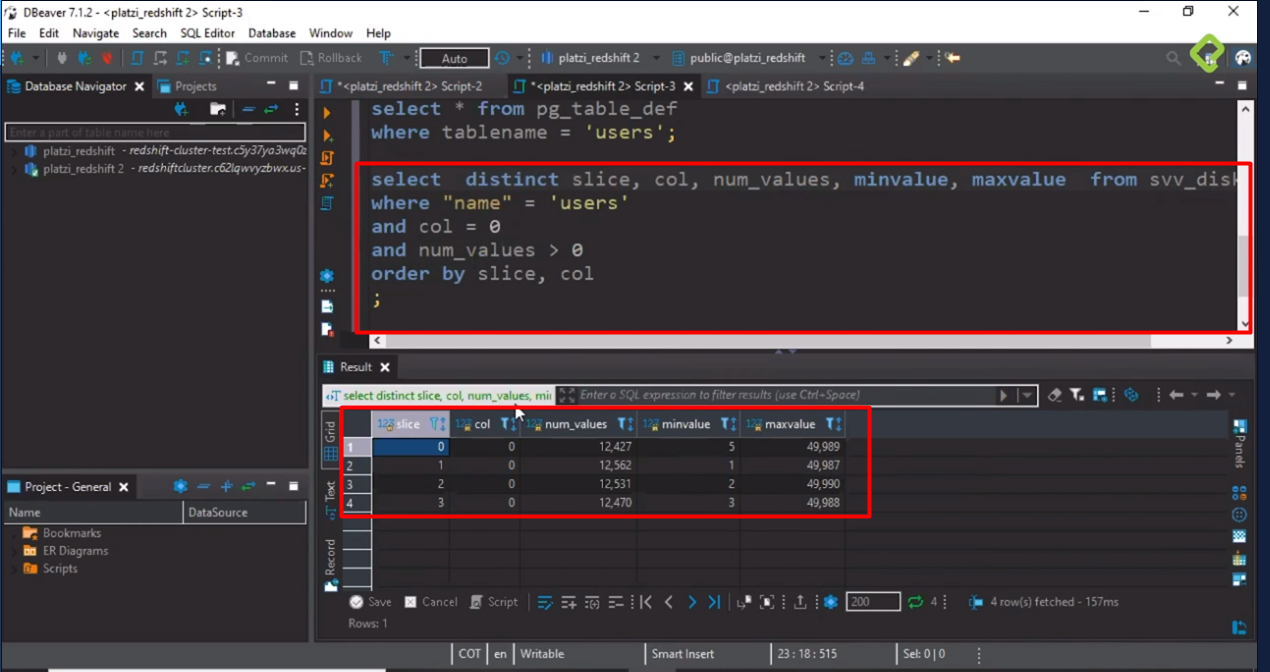 DBeaver 7.1.2 - <platzi_redshift 2> Script-3
File Edit Navigate Search SQL Editor Database Window Help
Commit Rollback Auto platzi_redshift 2 public@platzi_redshift
Database Navigator Projects
*<platzi_redshift 2> Script-2 *<platzi_redshift 2> Script-3 <platzi_redshift 2> Script-4
Enter a part of table name here
platzi_redshift - redshift-cluster-test.c5y37ya3wq0z
platzi_redshift 2 - redshiftcluster.c62lqwvyzbwx.us-
select * from pg_table_def
where tablename = 'users';
select distinct slice, col, num_values, minvalue, maxvalue from svv_disk
where "name" = 'users'
and col = 0
and num_values > 0
order by slice, col
;
Result
select distinct slice, col, num_values, min Enter a SQL expression to filter results (use Ctrl+Space)
Grid
Text
Record
Panels
123 slice 123 col 123 num_values 123 minvalue 123 maxvalue
1 0 0 12,427 5 49,989
2 1 0 12,562 1 49,987
3 2 0 12,531 2 49,990
4 3 0 12,470 3 49,988
Project - General
Name DataSource
Bookmarks
ER Diagrams
Scripts
Save Cancel Script 200 4 4 row(s) fetched - 157ms
Rows: 1
COT en Writable Smart Insert 23 : 18 : 515 Sel: 0 | 0